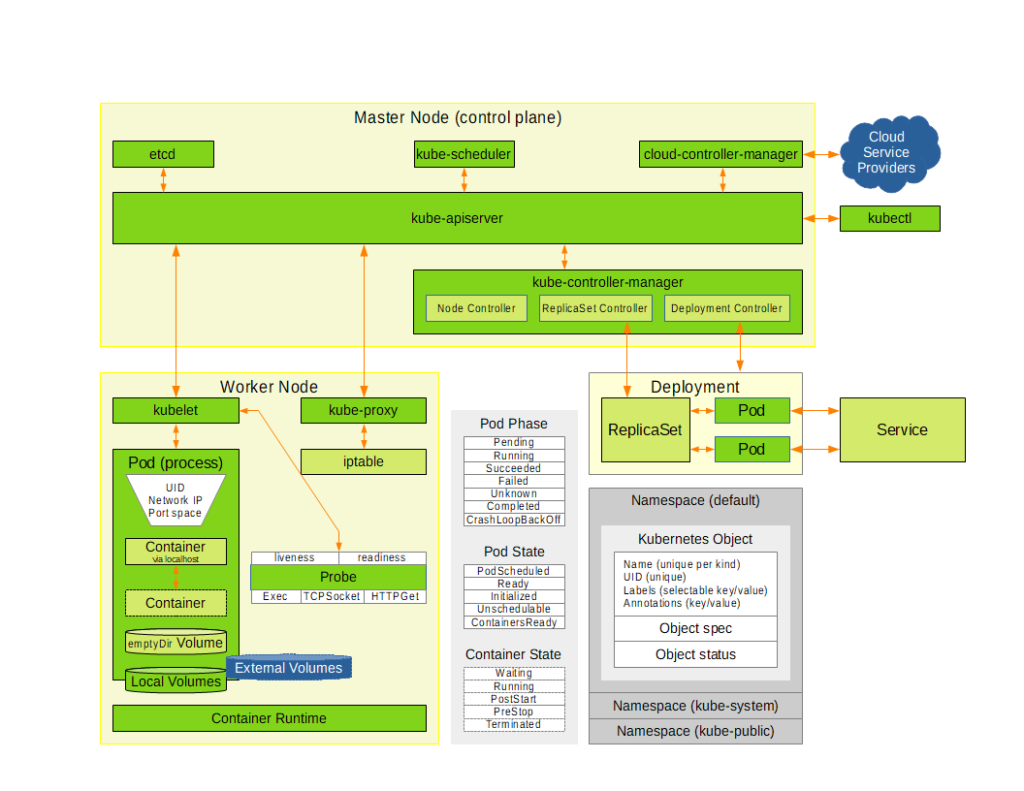 Master Node (control plane)
etcd
kube-scheduler
cloud-controller-manager
Cloud
Service
Providers
kube-apiserver
kubectl
kube-controller-manager
Node Controller
ReplicaSet Controller
Deployment Controller
Worker Node
kubelet
kube-proxy
iptable
Pod (process)
UID
Network IP
Port space
Container
via localhost
Container
emptyDir Volume
Local Volumes
External Volumes
Container Runtime
liveness
readiness
Probe
Exec
TCPSocket
HTTPGet
Pod Phase
Pending
Running
Succeeded
Failed
Unknown
Completed
CrashLoopBackOff
Pod State
PodScheduled
Ready
Initialized
Unschedulable
ContainersReady
Container State
Waiting
Running
PostStart
PreStop
Terminated
Deployment
ReplicaSet
Pod
Pod
Service
Namespace (default)
Kubernetes Object
Name (unique per kind)
UID (unique)
Labels (selectable key/value)
Annotations (key/value)
Object spec
Object status
Namespace (kube-system)
Namespace (kube-public)